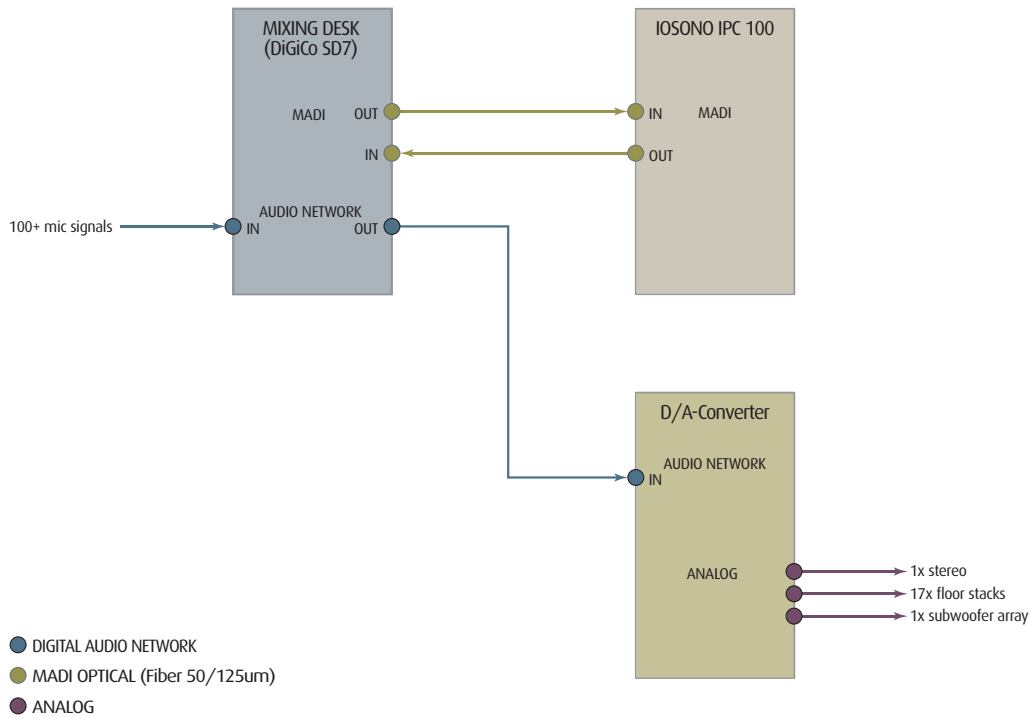 MIXING DESK
(DiGiCo SD7)
IOSONO IPC 100
MADI OUT
IN MADI
IN
OUT
AUDIO NETWORK
100+ mic signals
IN OUT
D/A-Converter
AUDIO NETWORK
IN
ANALOG
1x stereo
17x floor stacks
1x subwoofer array
DIGITAL AUDIO NETWORK
MADI OPTICAL (Fiber 50/125um)
ANALOG